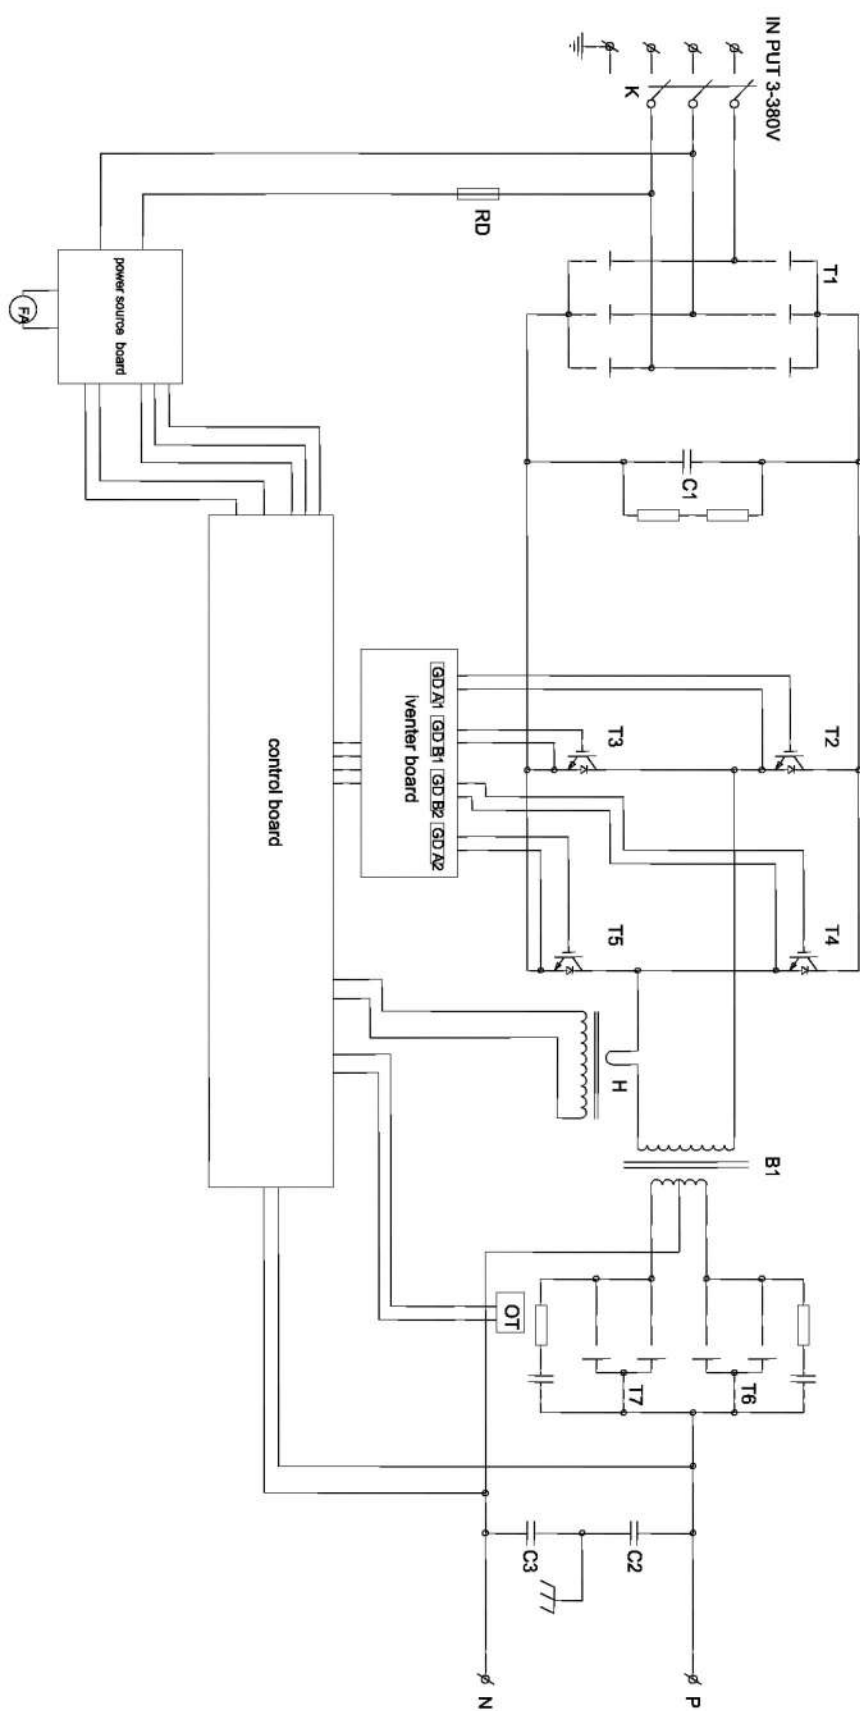 IN PUT 3-380V
K
RD
T1
power source board
FA
C1
T2
T3
GD A1
GD B1
GD B2
GD A2
iventer board
control board
T4
T5
H
B1
OT
T6
T7
C2
C3
P
N